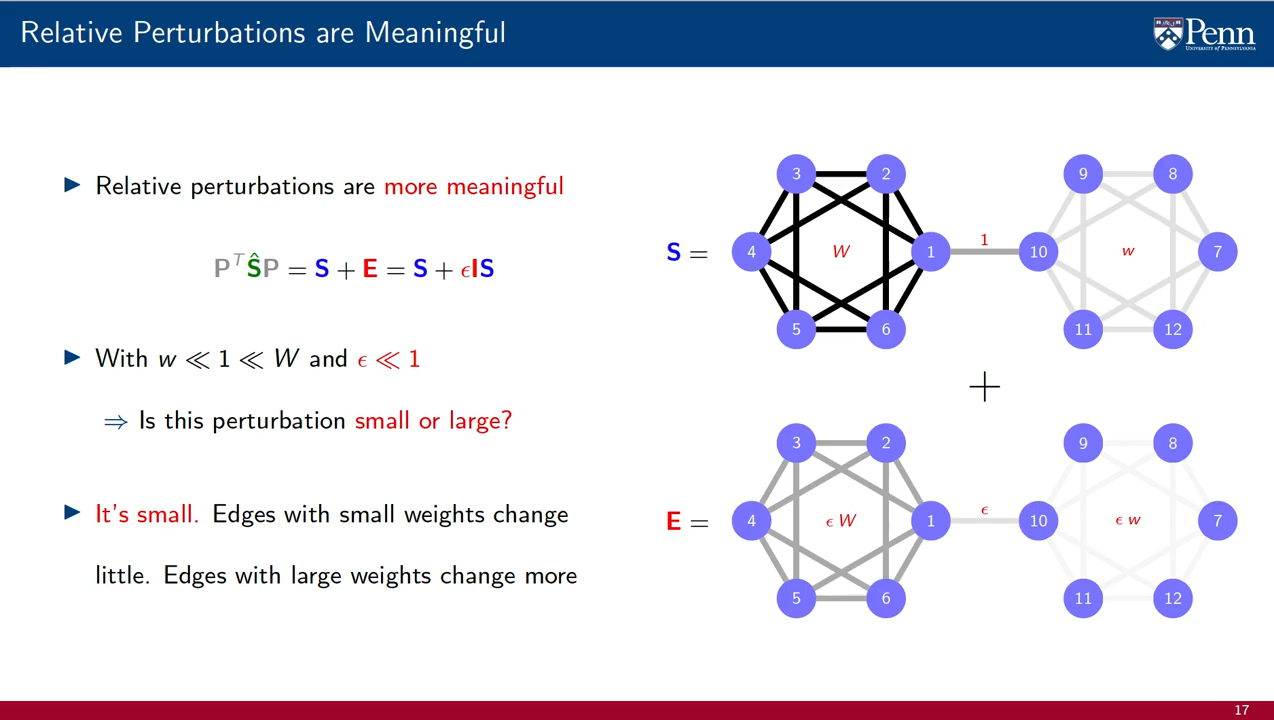 Relative Perturbations are Meaningful
Penn
UNIVERSITY of PENNSYLVANIA
▶ Relative perturbations are more meaningful
P^T Ŝ P = S + E = S + ϵIS
▶ With w ≪ 1 ≪ W and ϵ ≪ 1
⇒ Is this perturbation small or large?
▶ It's small. Edges with small weights change
little. Edges with large weights change more
S =
3 2 9 8
4 W 1 1 10 w 7
5 6 11 12
+
E =
3 2 9 8
4 ϵ W 1 ϵ 10 ϵ w 7
5 6 11 12
17